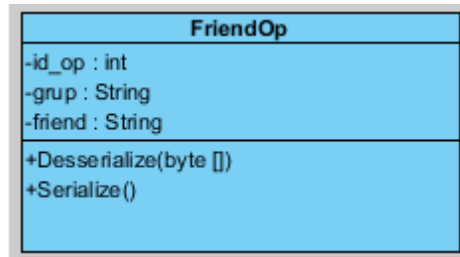 FriendOp
-id_op : int
-grup : String
-friend : String
+Desserialize(byte [])
+Serialize()